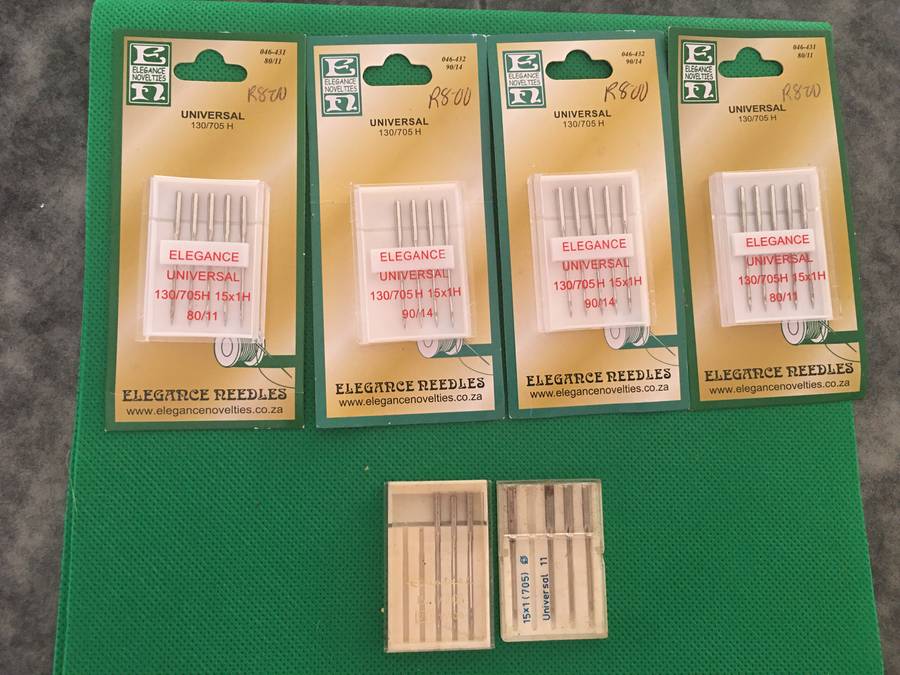 E
ELEGANCE
NOVELTIES
N
046-431
80/11
R8-00
UNIVERSAL
130/705 H
ELEGANCE
UNIVERSAL
130/705H 15x1H
80/11
ELEGANCE NEEDLES
www.elegancenovelties.co.za
E
ELEGANCE
NOVELTIES
N
046-432
90/14
R8-00
UNIVERSAL
130/705 H
ELEGANCE
UNIVERSAL
130/705H 15x1H
90/14
ELEGANCE NEEDLES
www.elegancenovelties.co.za
E
ELEGANCE
NOVELTIES
N
046-432
90/14
R8-00
UNIVERSAL
130/705 H
ELEGANCE
UNIVERSAL
130/705H 15x1H
90/14
ELEGANCE NEEDLES
www.elegancenovelties.co.za
E
ELEGANCE
NOVELTIES
N
046-431
80/11
R8-00
UNIVERSAL
130/705 H
ELEGANCE
UNIVERSAL
130/705H 15x1H
80/11
ELEGANCE NEEDLES
www.elegancenovelties.co.za
15x1 (705)
Universal 11